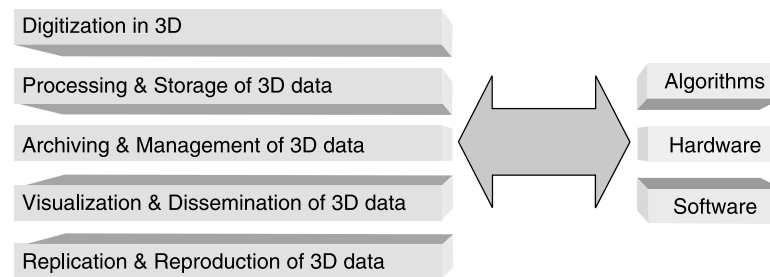 Digitization in 3D
Processing & Storage of 3D data
Archiving & Management of 3D data
Visualization & Dissemination of 3D data
Replication & Reproduction of 3D data
Algorithms
Hardware
Software